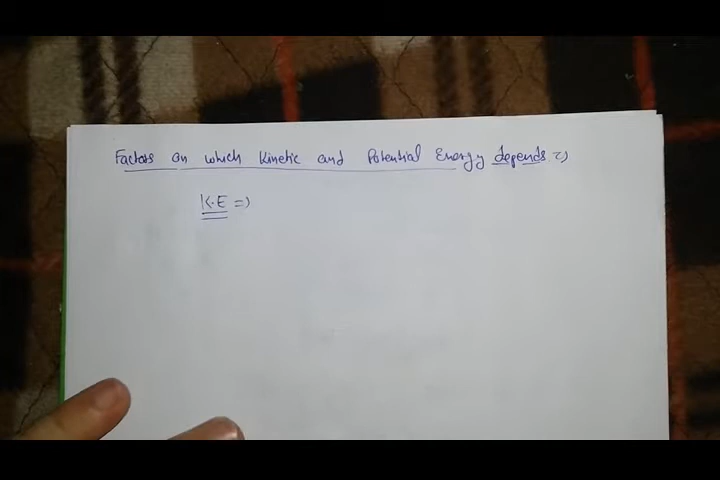 Factors on which Kinetic and Potential Energy depends =>
K.E =>